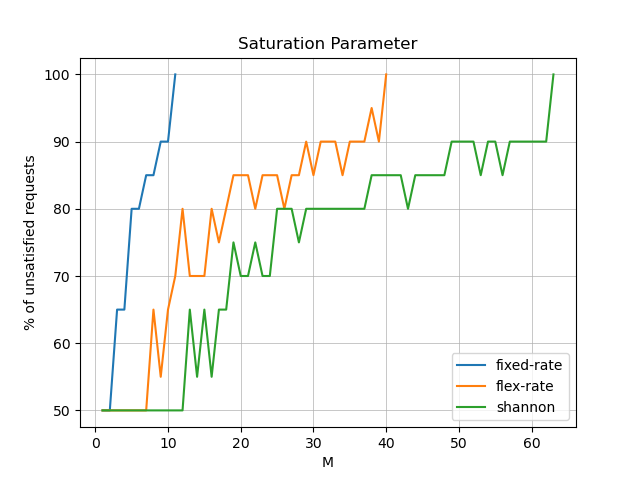 Saturation Parameter
% of unsatisfied requests
100
90
80
70
60
50
0 10 20 30 40 50 60
M
fixed-rate
flex-rate
shannon